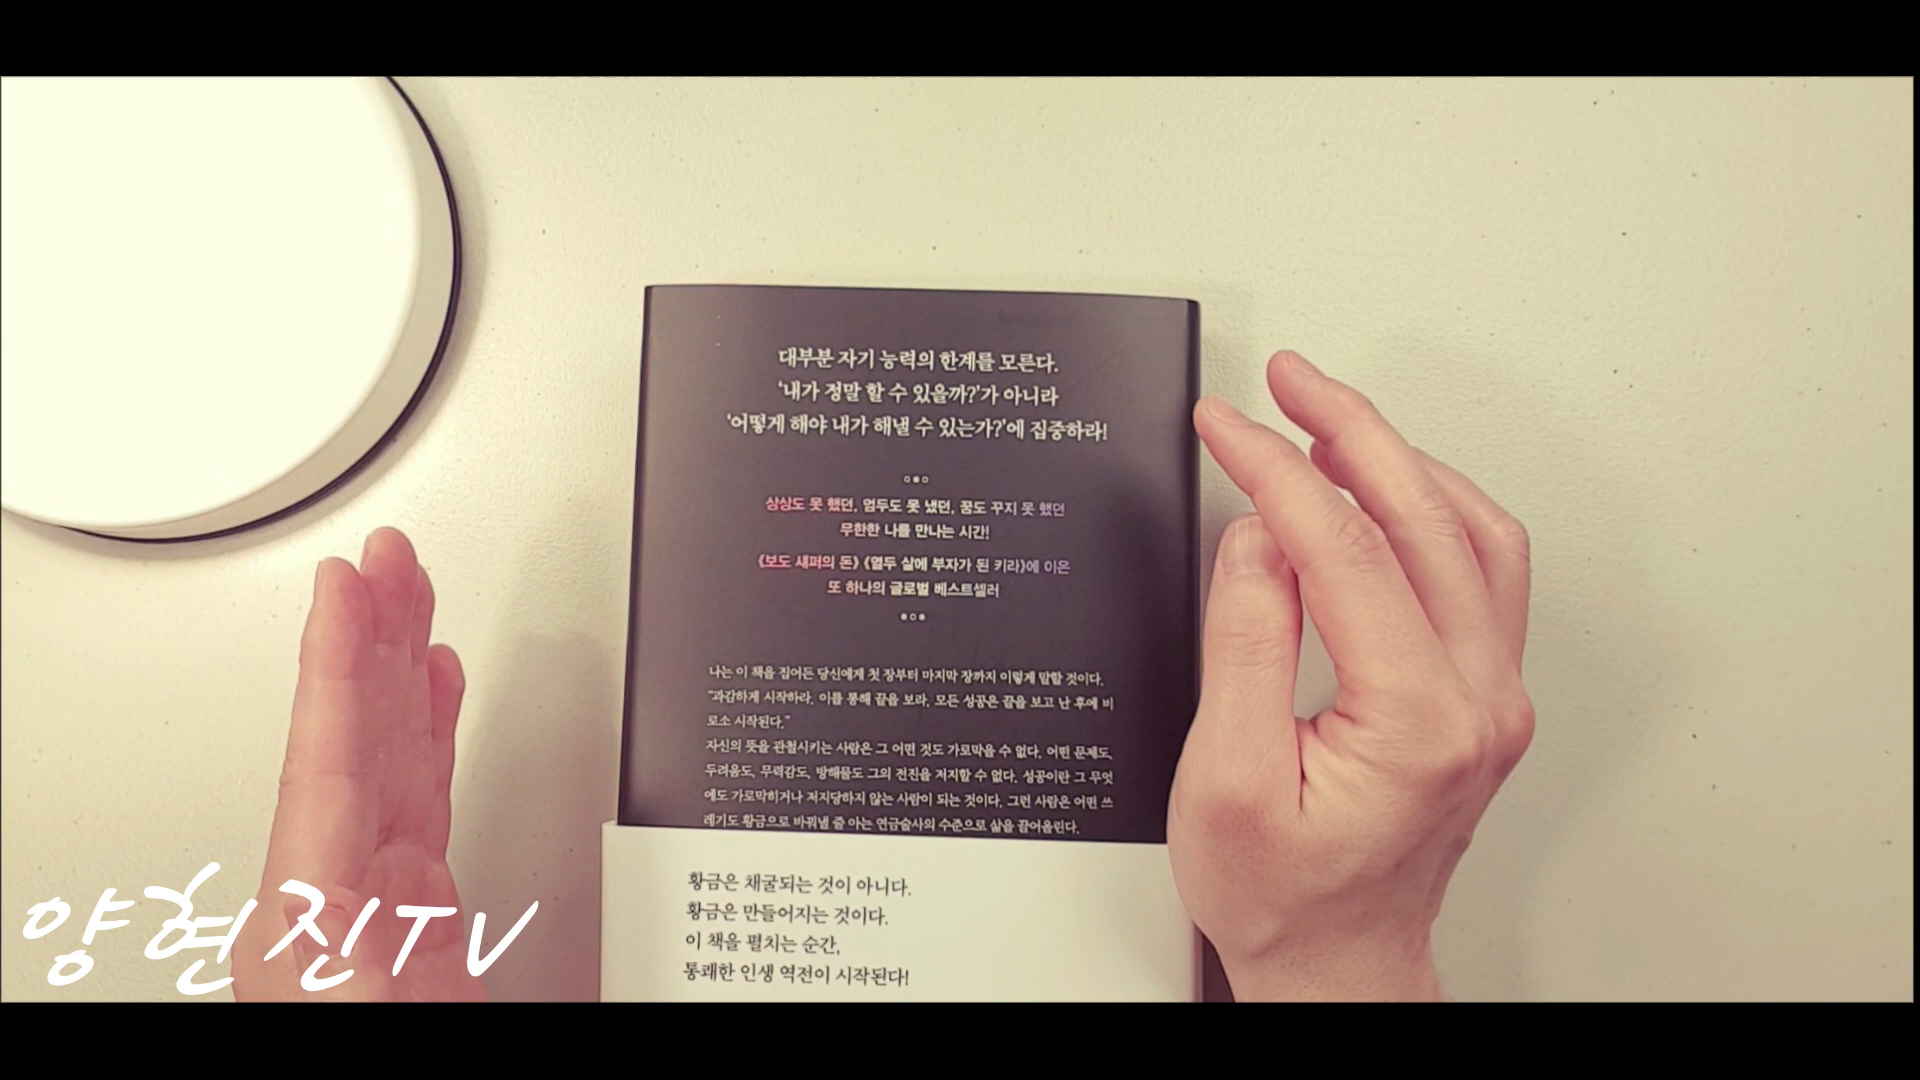 대부분 자기 능력의 한계를 모른다.
'내가 정말 할 수 있을까?'가 아니라
'어떻게 해야 내가 해낼 수 있는가?'에 집중하라!
상상도 못 했던, 엄두도 못 냈던, 꿈도 꾸지 못 했던
무한한 나를 만나는 시간!
《보도 섀퍼의 돈》 《열두 살에 부자가 된 키라》에 이은
또 하나의 글로벌 베스트셀러
나는 이 책을 집어든 당신에게 첫 장부터 마지막 장까지 이렇게 말할 것이다.
"과감하게 시작하라. 이를 통해 끝을 보라. 모든 성공은 끝을 보고 난 후에 비
로소 시작된다."
자신의 뜻을 관철시키는 사람은 그 어떤 것도 가로막을 수 없다. 어떤 문제도,
두려움도, 무력감도, 방해물도 그의 전진을 저지할 수 없다. 성공이란 그 무엇
에도 가로막히거나 저지당하지 않는 사람이 되는 것이다. 그런 사람은 어떤 쓰
레기도 황금으로 바꿔낼 줄 아는 연금술사의 수준으로 삶을 끌어올린다.
황금은 채굴되는 것이 아니다.
황금은 만들어지는 것이다.
이 책을 펼치는 순간,
통쾌한 인생 역전이 시작된다!
양현진TV